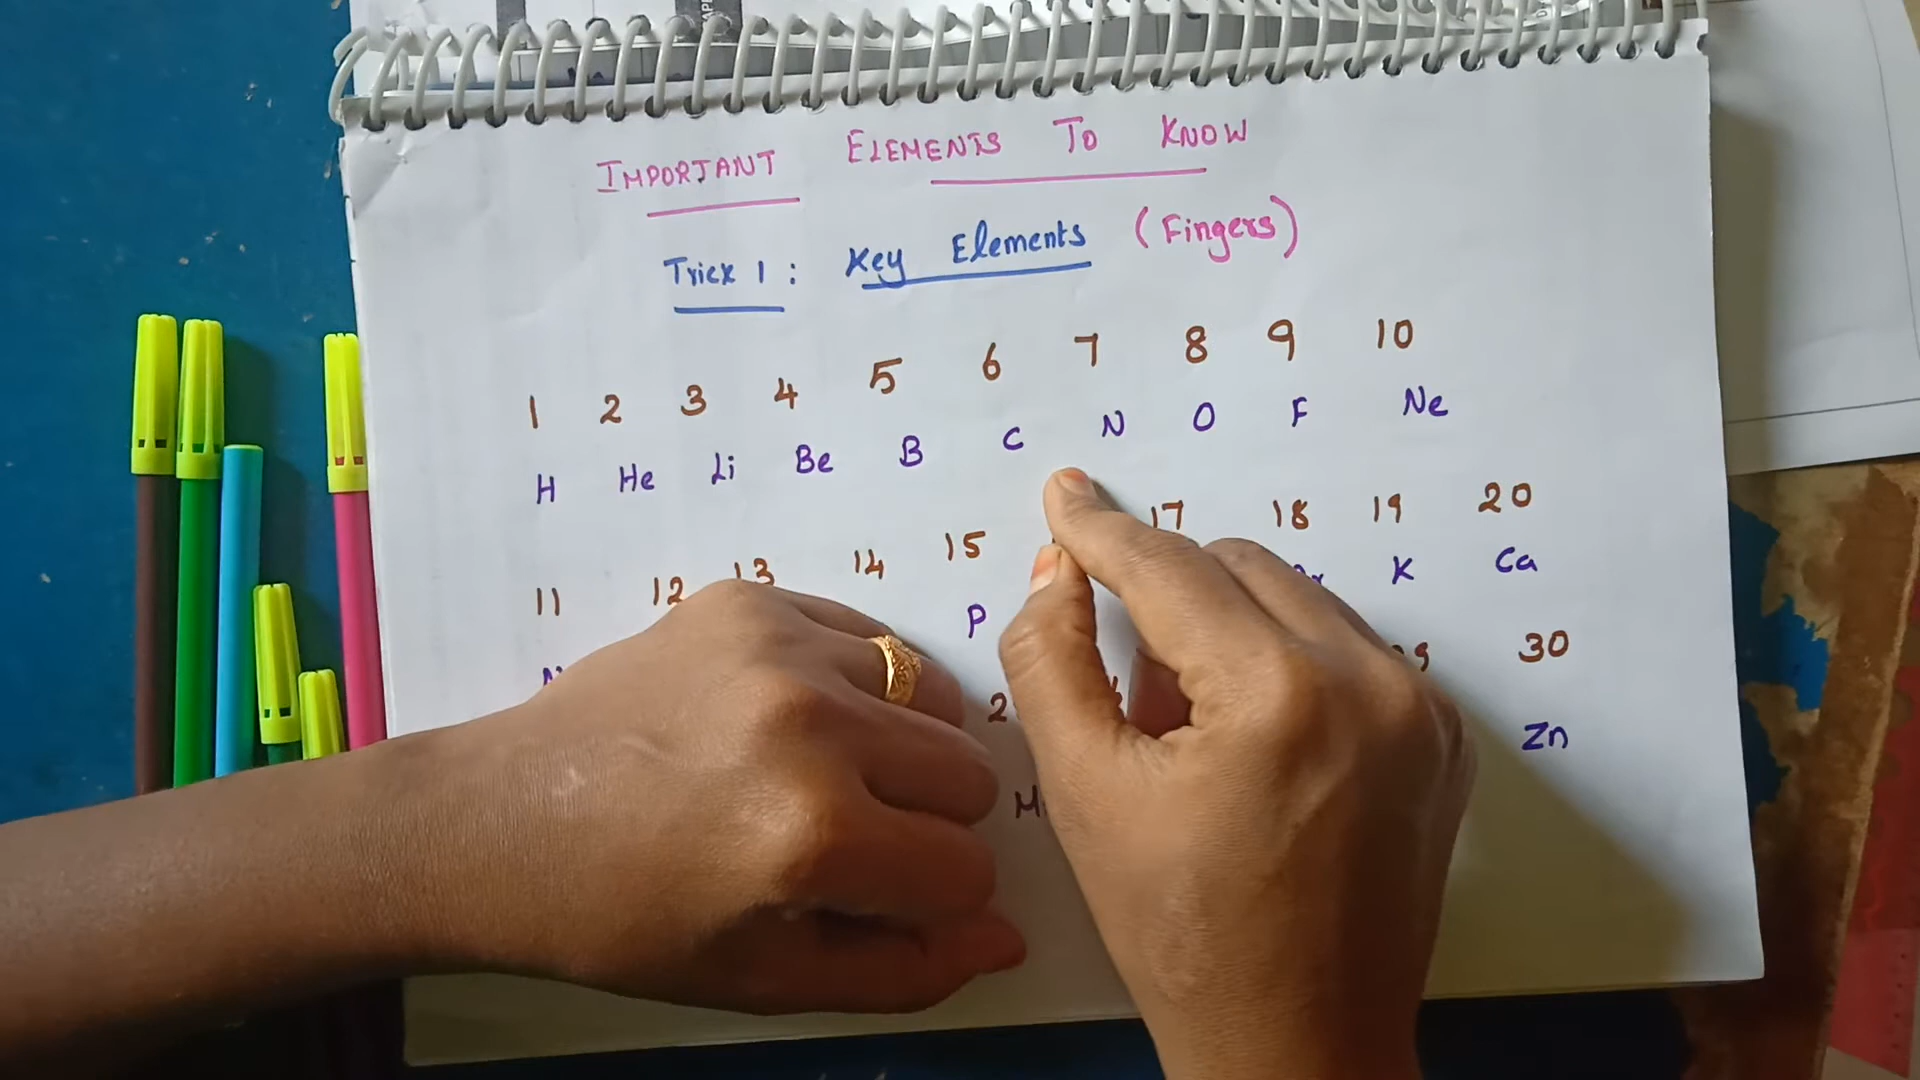 IMPORTANT ELEMENTS TO KNOW
Trick 1 : Key Elements (Fingers)
1 2 3 4 5 6 7 8 9 10
H He Li Be B C N O F Ne
11 12 13 14 15 17 18 19 20
P K Ca
30
Zn